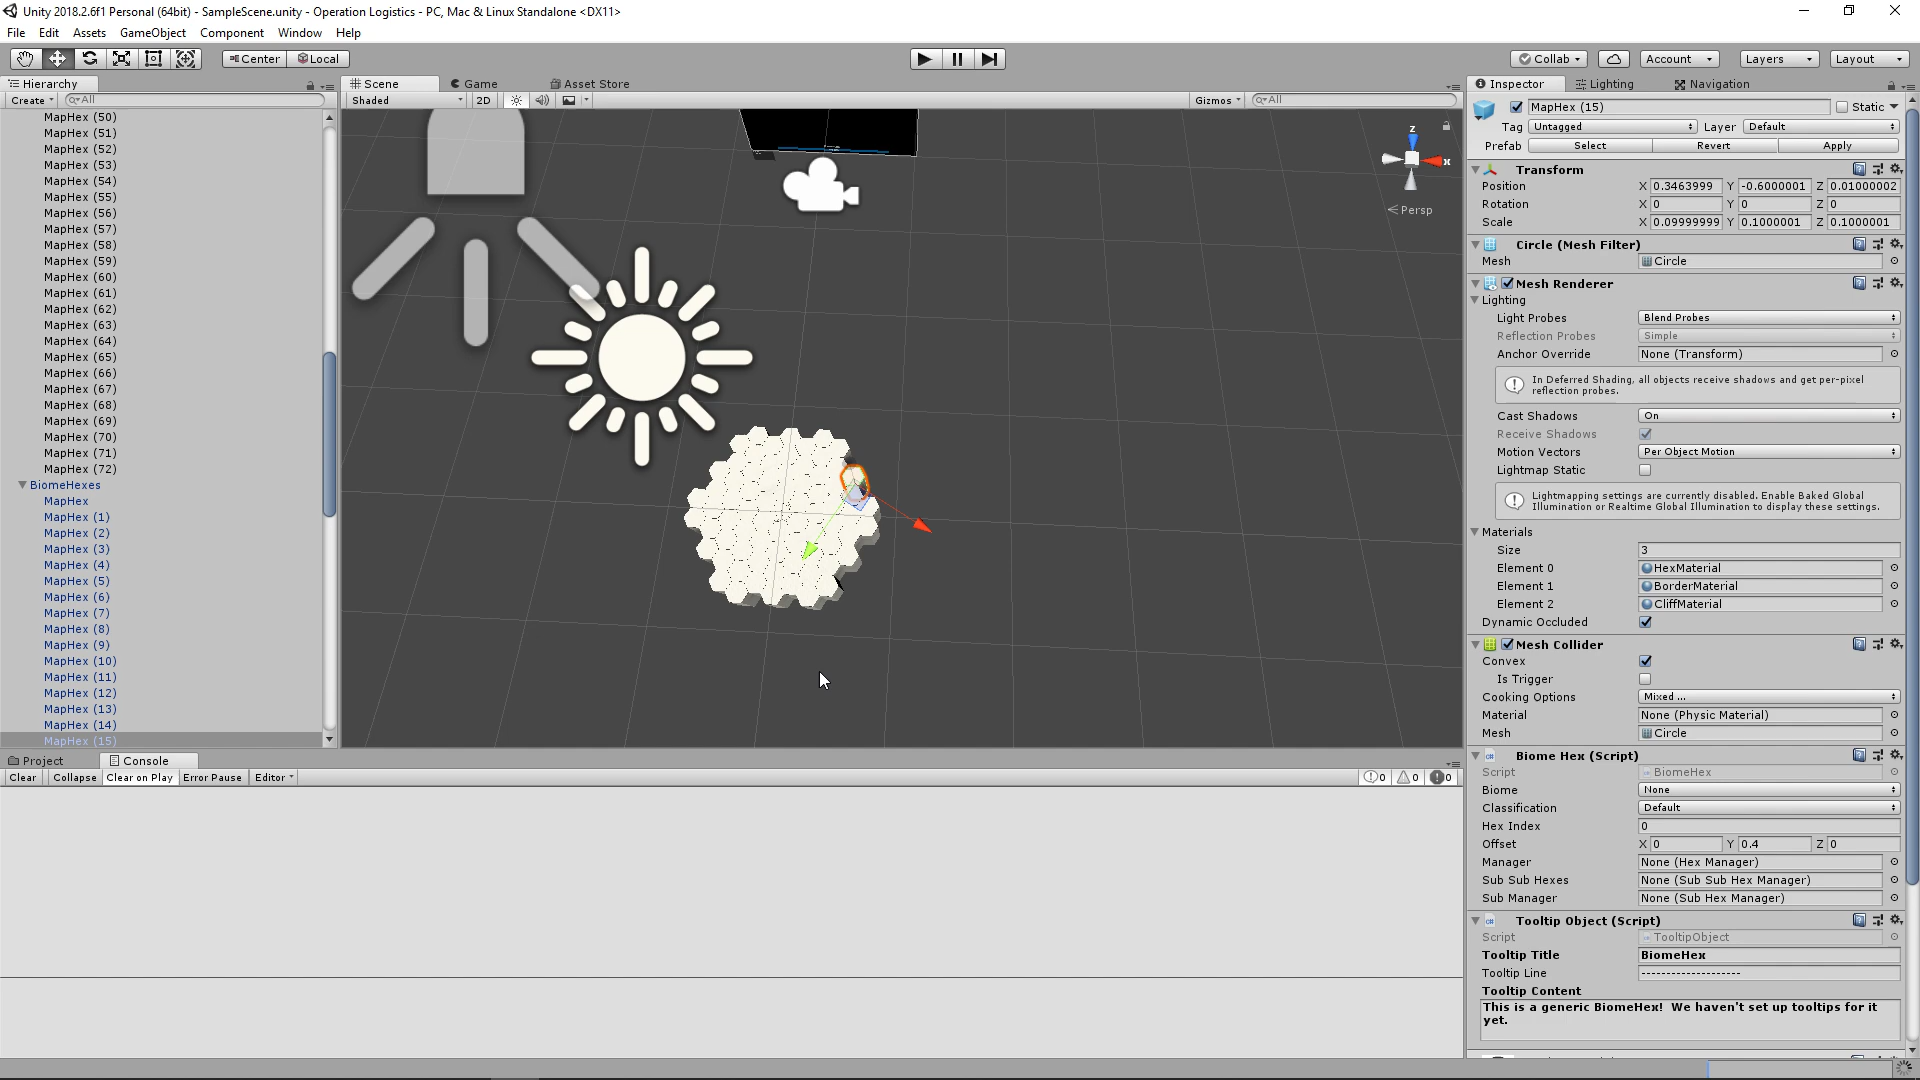 Unity 2018.2.6f1 Personal (64bit) - SampleScene.unity - Operation Logistics - PC, Mac & Linux Standalone <DX11>
File Edit Assets GameObject Component Window Help
Center Local Collab Account Layers Layout
Hierarchy
Create All
MapHex (50)
MapHex (51)
MapHex (52)
MapHex (53)
MapHex (54)
MapHex (55)
MapHex (56)
MapHex (57)
MapHex (58)
MapHex (59)
MapHex (60)
MapHex (61)
MapHex (62)
MapHex (63)
MapHex (64)
MapHex (65)
MapHex (66)
MapHex (67)
MapHex (68)
MapHex (69)
MapHex (70)
MapHex (71)
MapHex (72)
BiomeHexes
MapHex
MapHex (1)
MapHex (2)
MapHex (3)
MapHex (4)
MapHex (5)
MapHex (6)
MapHex (7)
MapHex (8)
MapHex (9)
MapHex (10)
MapHex (11)
MapHex (12)
MapHex (13)
MapHex (14)
MapHex (15)
Scene Game Asset Store
Shaded 2D Gizmos All
z
x
Persp
Project Console
Clear Collapse Clear on Play Error Pause Editor 0 0 0
Inspector Lighting Navigation
MapHex (15) Static
Tag Untagged Layer Default
Prefab Select Revert Apply
Transform
Position X 0.3463999 Y -0.6000001 Z 0.01000002
Rotation X 0 Y 0 Z 0
Scale X 0.09999999 Y 0.1000001 Z 0.1000001
Circle (Mesh Filter)
Mesh Circle
Mesh Renderer
Lighting
Light Probes Blend Probes
Reflection Probes Simple
Anchor Override None (Transform)
In Deferred Shading, all objects receive shadows and get per-pixel
reflection probes.
Cast Shadows On
Receive Shadows
Motion Vectors Per Object Motion
Lightmap Static
Lightmapping settings are currently disabled. Enable Baked Global
Illumination or Realtime Global Illumination to display these settings.
Materials
Size 3
Element 0 HexMaterial
Element 1 BorderMaterial
Element 2 CliffMaterial
Dynamic Occluded
Mesh Collider
Convex
Is Trigger
Cooking Options Mixed ...
Material None (Physic Material)
Mesh Circle
Biome Hex (Script)
Script BiomeHex
Biome None
Classification Default
Hex Index 0
Offset X 0 Y 0.4 Z 0
Manager None (Hex Manager)
Sub Sub Hexes None (Sub Sub Hex Manager)
Sub Manager None (Sub Hex Manager)
Tooltip Object (Script)
Script TooltipObject
Tooltip Title BiomeHex
Tooltip Line --------------------
Tooltip Content
This is a generic BiomeHex! We haven't set up tooltips for it
yet.